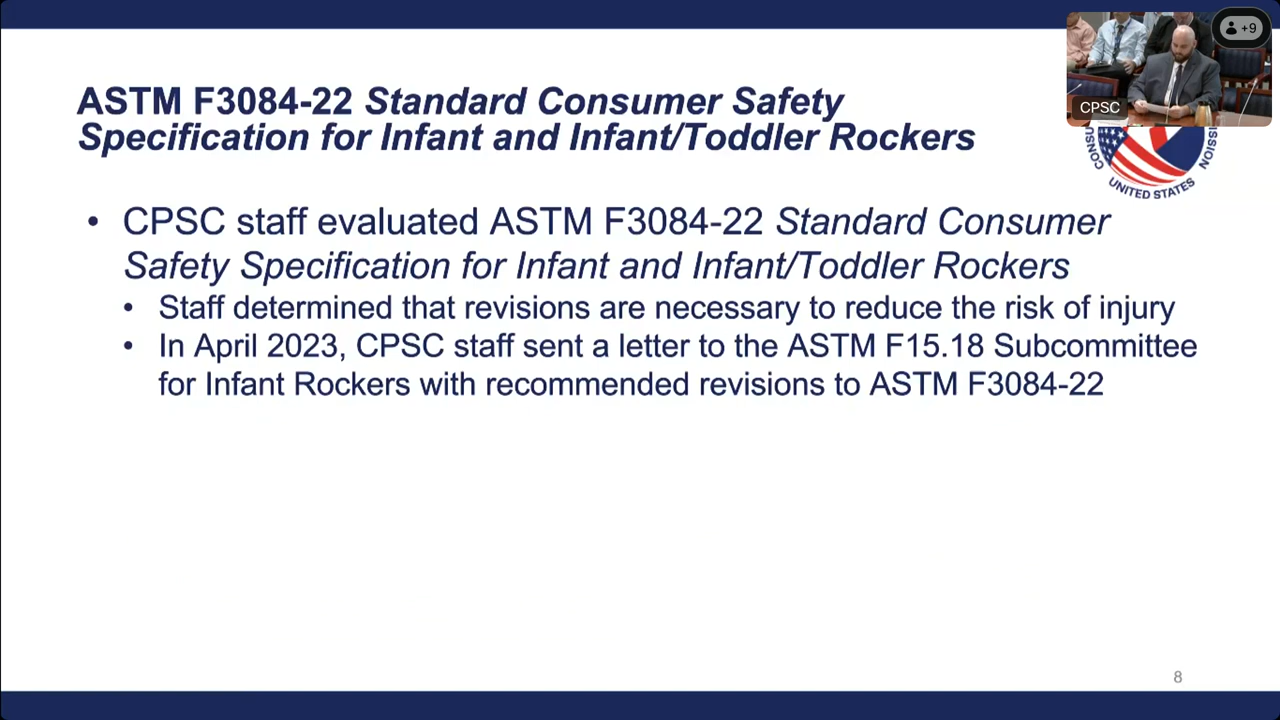 +9
CPSC
ASTM F3084-22 Standard Consumer Safety
Specification for Infant and Infant/Toddler Rockers
CONSU
UNITED STATES
ISSION
• CPSC staff evaluated ASTM F3084-22 Standard Consumer
Safety Specification for Infant and Infant/Toddler Rockers
• Staff determined that revisions are necessary to reduce the risk of injury
• In April 2023, CPSC staff sent a letter to the ASTM F15.18 Subcommittee
for Infant Rockers with recommended revisions to ASTM F3084-22
8